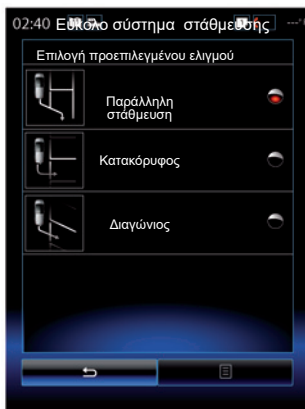 02:40 Εύκολο σύστημα στάθμευσης
Επιλογή προεπιλεγμένου ελιγμού
Παράλληλη
στάθμευση
Κατακόρυφος
Διαγώνιος